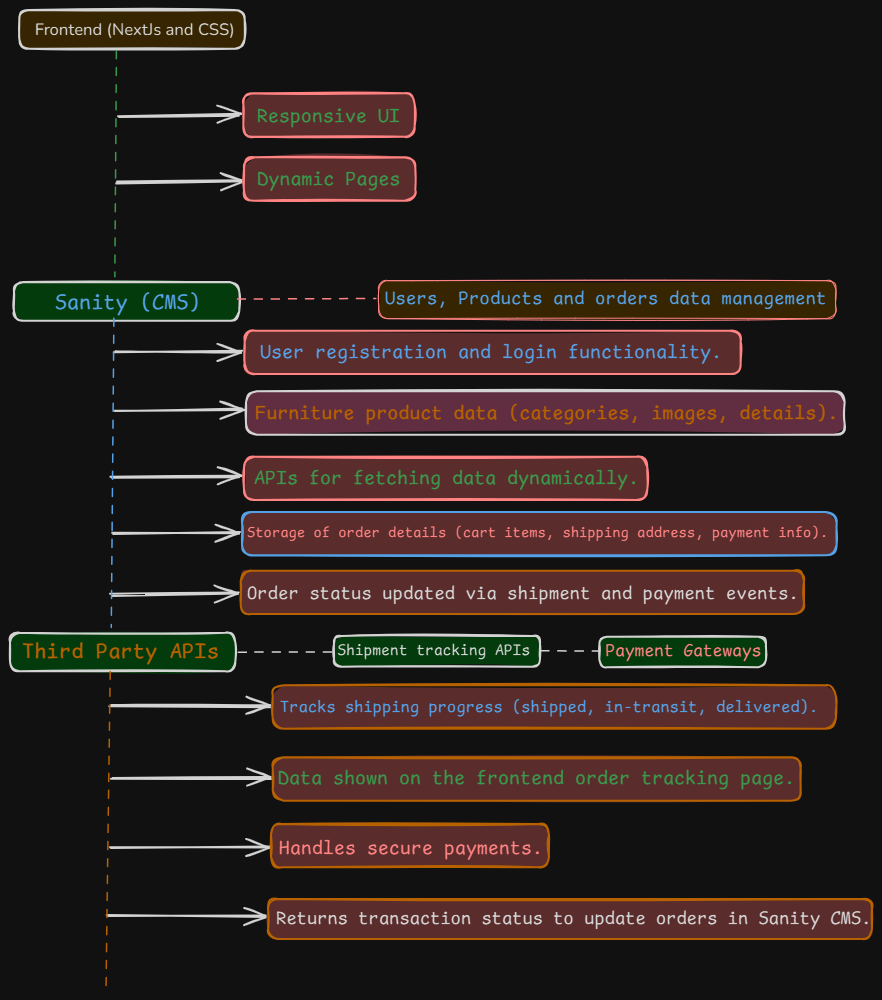 Frontend (NextJs and CSS)
Responsive UI
Dynamic Pages
Sanity (CMS)
Users, Products and orders data management
User registration and login functionality.
Furniture product data (categories, images, details).
APIs for fetching data dynamically.
Storage of order details (cart items, shipping address, payment info).
Order status updated via shipment and payment events.
Third Party APIs
Shipment tracking APIs
Payment Gateways
Tracks shipping progress (shipped, in-transit, delivered).
Data shown on the frontend order tracking page.
Handles secure payments.
Returns transaction status to update orders in Sanity CMS.